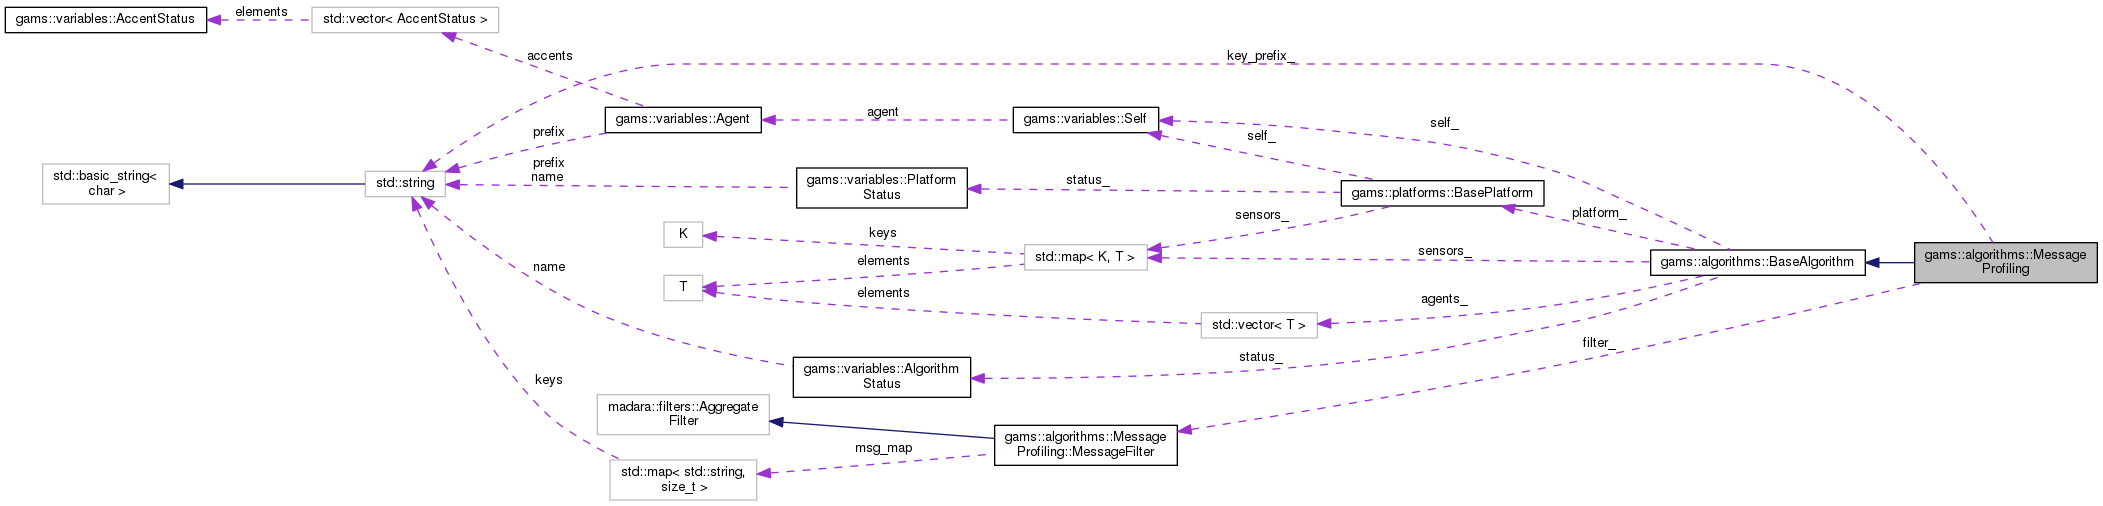 gams::variables::AccentStatus
elements
std::vector< AccentStatus >
accents
key_prefix_
gams::variables::Agent
agent
gams::variables::Self
self_
self_
prefix
std::basic_string<
char >
std::string
prefix
name
gams::variables::Platform
Status
status_
gams::platforms::BasePlatform
platform_
sensors_
K
keys
std::map< K, T >
sensors_
gams::algorithms::BaseAlgorithm
gams::algorithms::Message
Profiling
name
elements
T
elements
std::vector< T >
agents_
filter_
status_
gams::variables::Algorithm
Status
keys
madara::filters::Aggregate
Filter
gams::algorithms::Message
Profiling::MessageFilter
msg_map
std::map< std::string,
size_t >